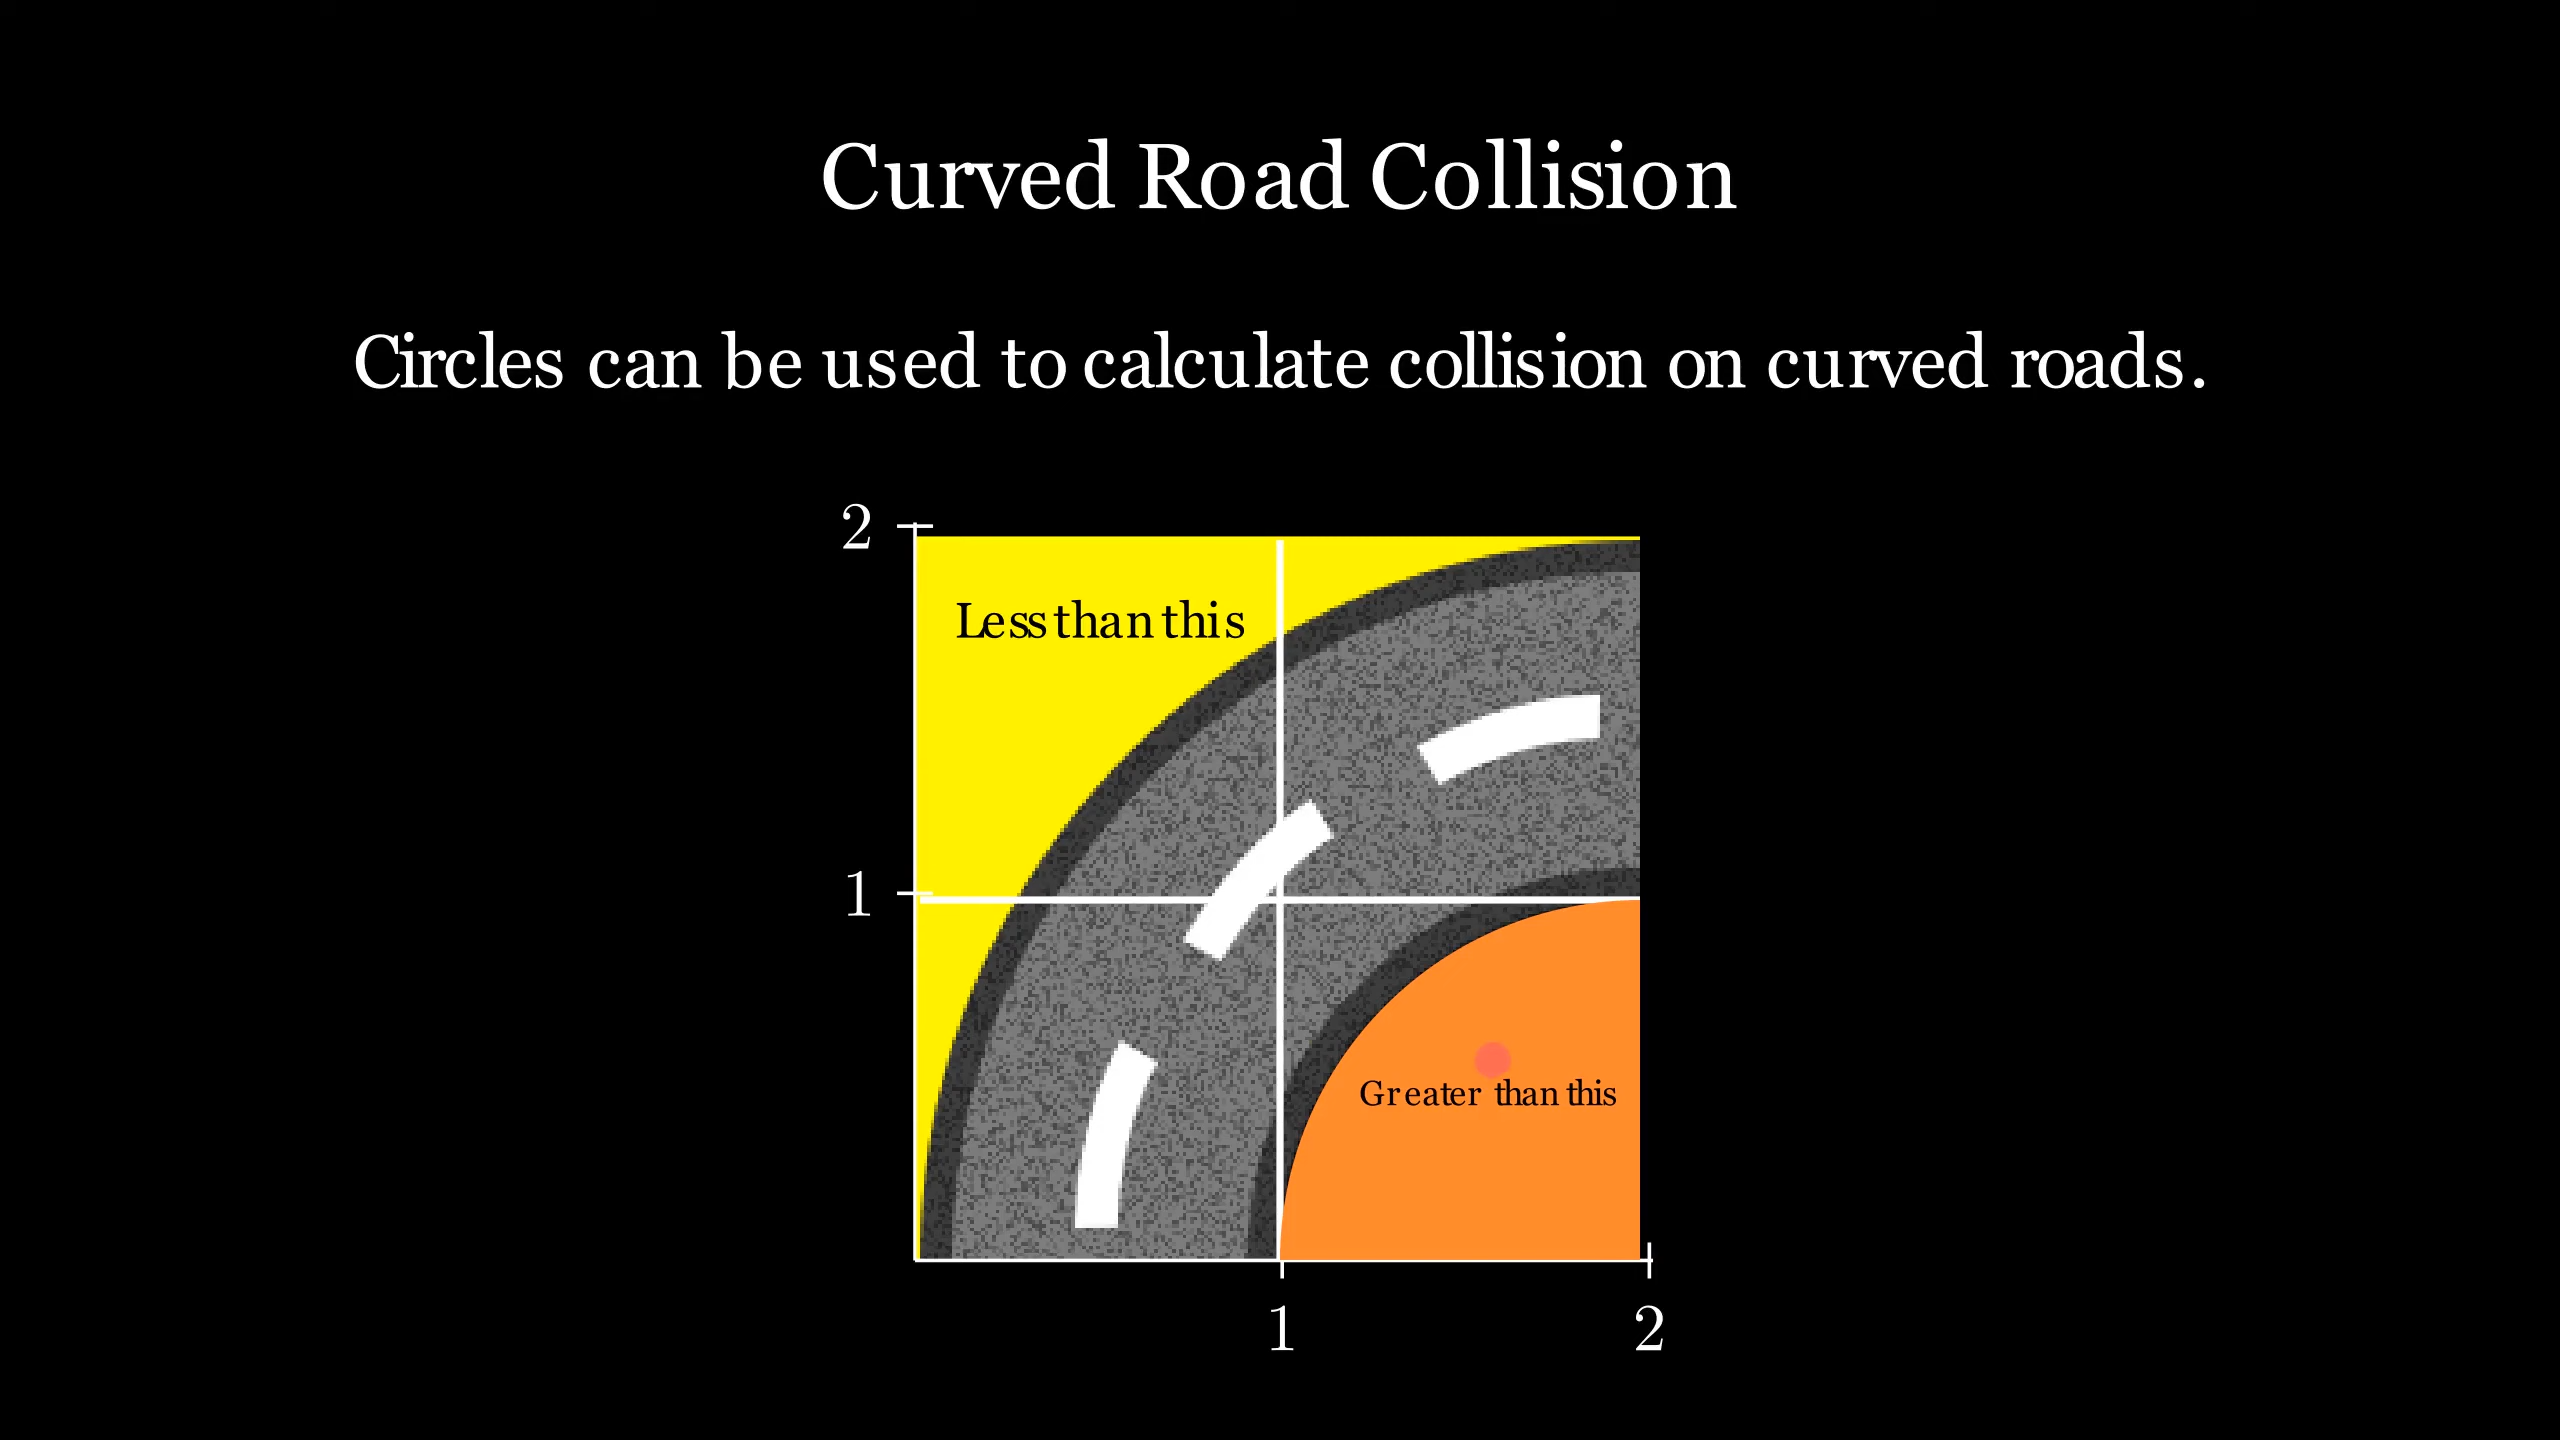 Curved Road Collision
Circles can be used to calculate collision on curved roads.
2
Less than this
1
Greater than this
1 2